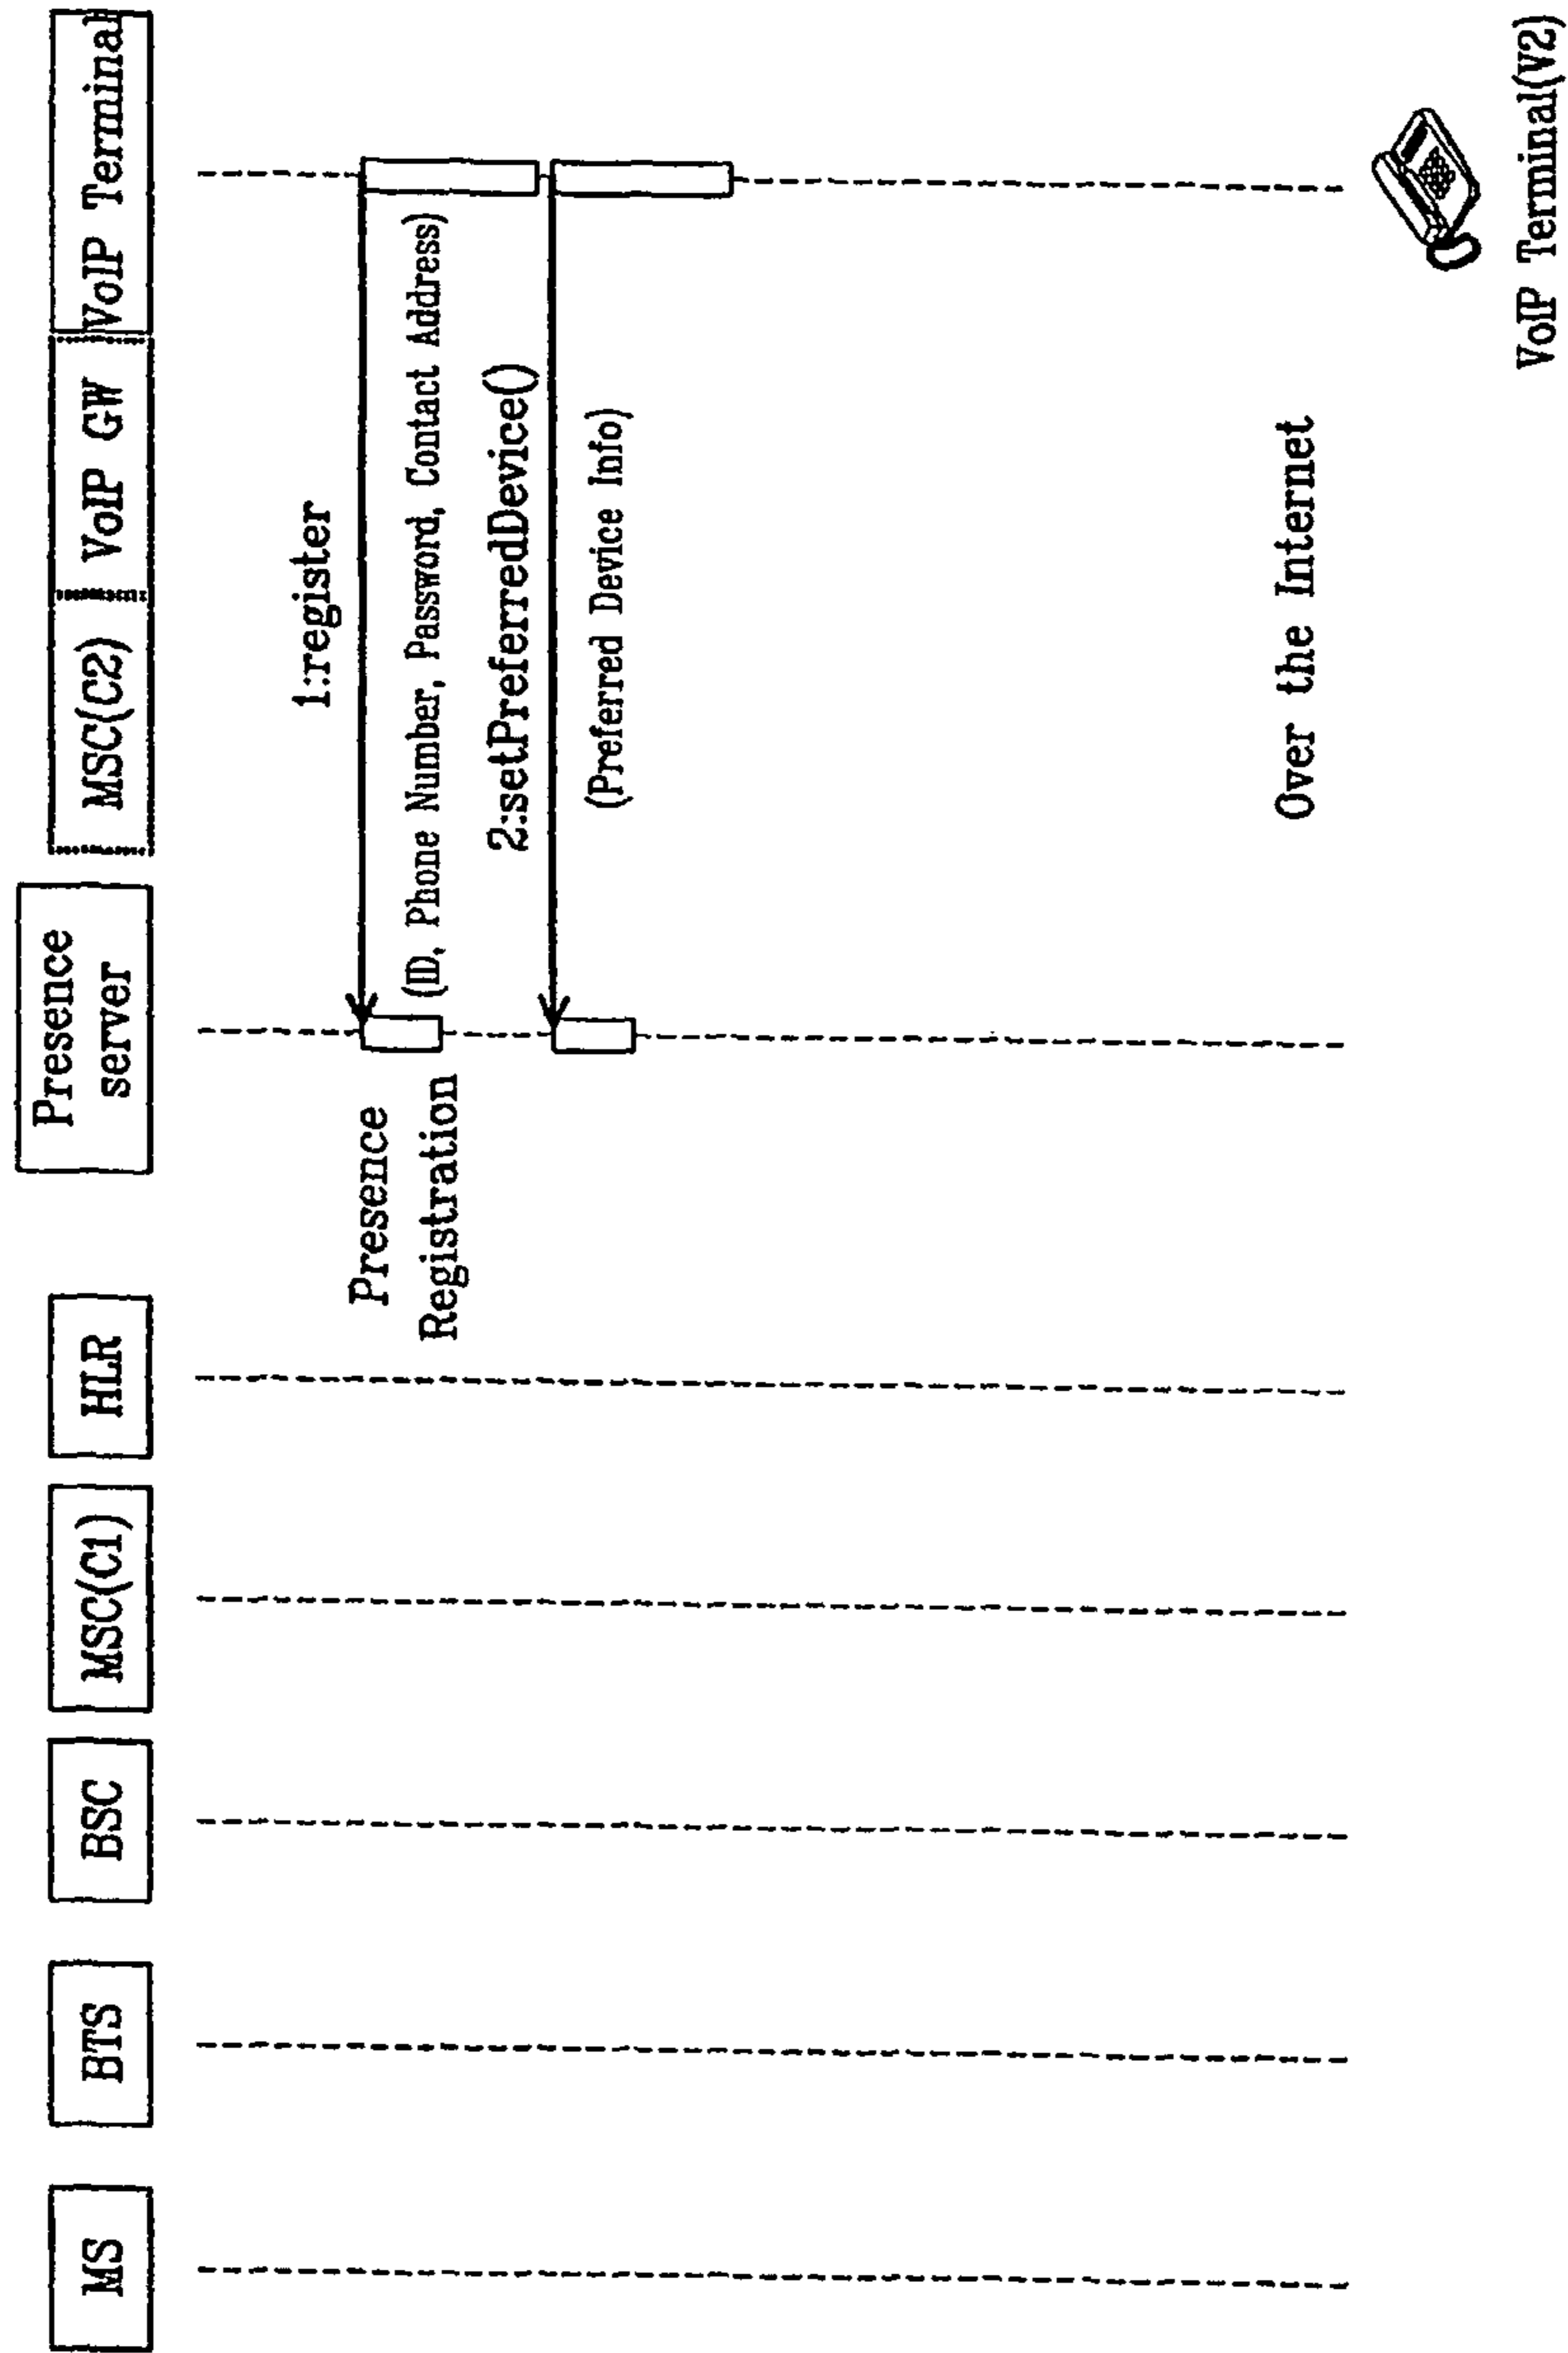 MS
BTS
BSC
MSC(C1)
HLR
Presence
server
MSC(C2)
VoIP GW
VoIP Terminal
1:register
Presence
Registration
(ID, Phone Number, Password, Contact Address)
2:setPreferredDevice()
(Preferred Device Info)
Over the Internet
VoIP Terminal(V2)